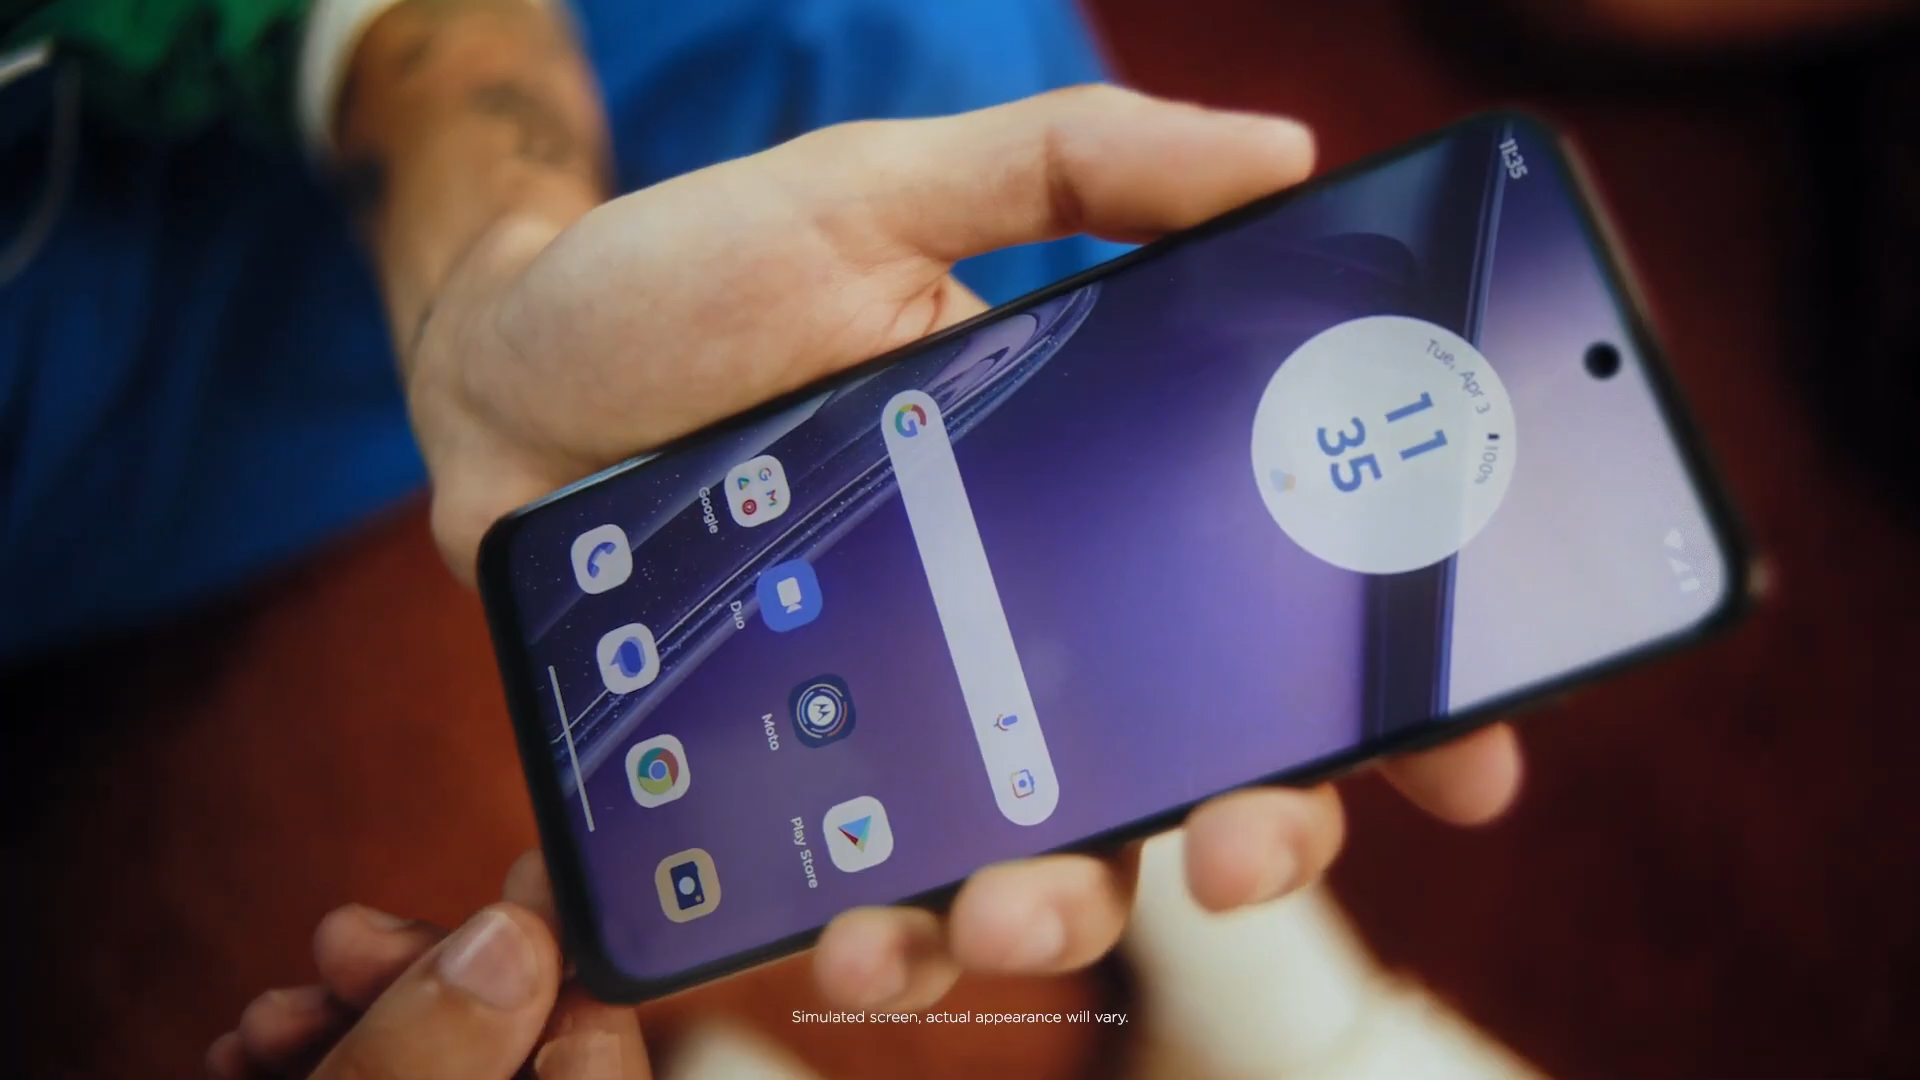 11:35
Tue, Apr 3
100%
11
35
Google
Duo
Moto
Play Store
Simulated screen, actual appearance will vary.